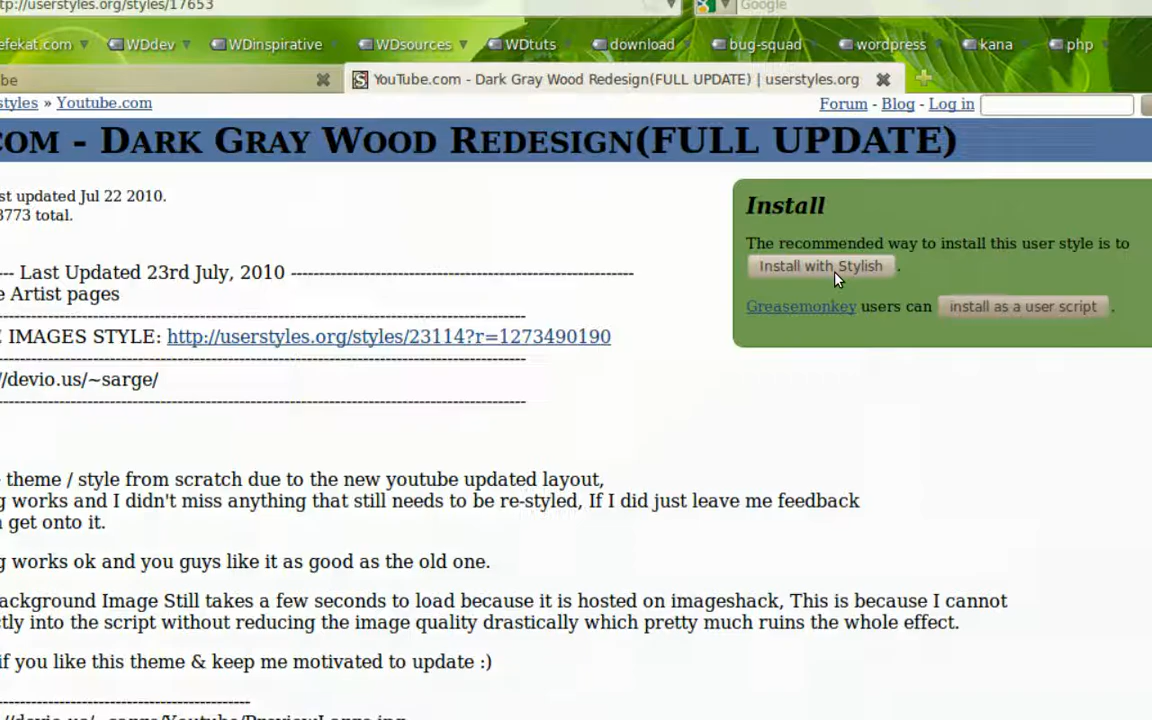 tp://userstyles.org/styles/17653
Google
efekat.com
WDdev
WDinspirative
WDsources
WDtuts
download
bug-squad
wordpress
kana
php
be
YouTube.com - Dark Gray Wood Redesign(FULL UPDATE) | userstyles.org
styles » Youtube.com
Forum - Blog - Log in
COM - DARK GRAY WOOD REDESIGN(FULL UPDATE)
st updated Jul 22 2010.
3773 total.
Install
The recommended way to install this user style is to
Install with Stylish .
Greasemonkey users can install as a user script .
--- Last Updated 23rd July, 2010 ---------------------------------------------------------
e Artist pages
IMAGES STYLE: http://userstyles.org/styles/23114?r=1273490190
//devio.us/~sarge/
theme / style from scratch due to the new youtube updated layout,
g works and I didn't miss anything that still needs to be re-styled, If I did just leave me feedback
get onto it.
g works ok and you guys like it as good as the old one.
ackground Image Still takes a few seconds to load because it is hosted on imageshack, This is because I cannot
ctly into the script without reducing the image quality drastically which pretty much ruins the whole effect.
if you like this theme & keep me motivated to update :)